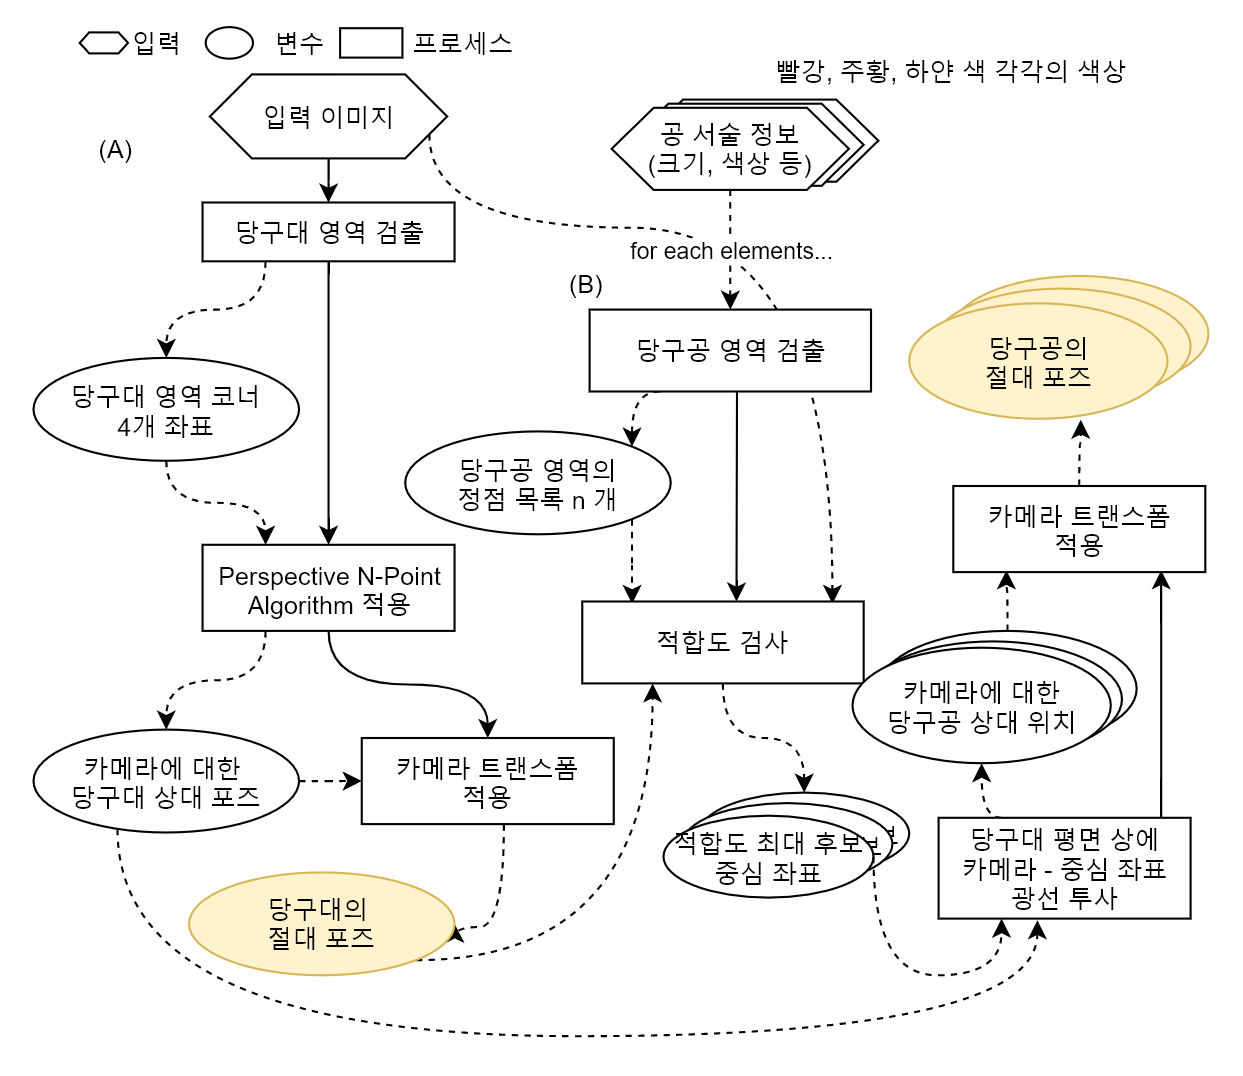 입력
변수
프로세스
빨강, 주황, 하얀 색 각각의 색상
(A)
입력 이미지
공 서술 정보
(크기, 색상 등)
당구대 영역 검출
for each elements...
(B)
당구공 영역 검출
당구공의
절대 포즈
당구대 영역 코너
4개 좌표
당구공 영역의
정점 목록 n 개
카메라 트랜스폼
적용
Perspective N-Point
Algorithm 적용
적합도 검사
카메라에 대한
당구공 상대 위치
카메라에 대한
당구대 상대 포즈
카메라 트랜스폼
적용
적합도 최대 후보
중심 좌표
당구대 평면 상에
카메라 - 중심 좌표
광선 투사
당구대의
절대 포즈